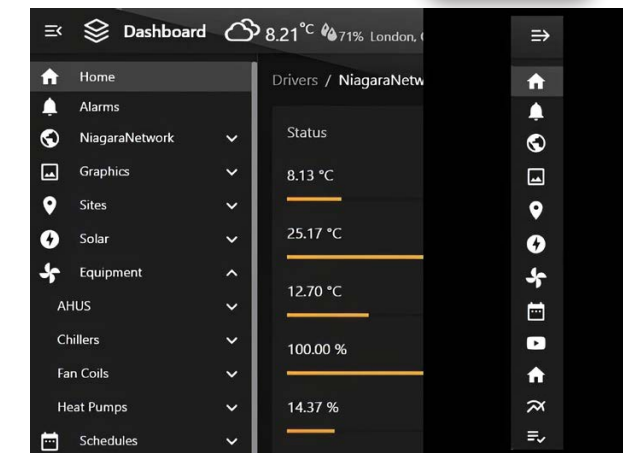 Dashboard 8.21°C 71% London,
Home
Alarms
NiagaraNetwork
Graphics
Sites
Solar
Equipment
AHUS
Chillers
Fan Coils
Heat Pumps
Schedules
Drivers / NiagaraNetw
Status
8.13 °C
25.17 °C
12.70 °C
100.00 %
14.37 %